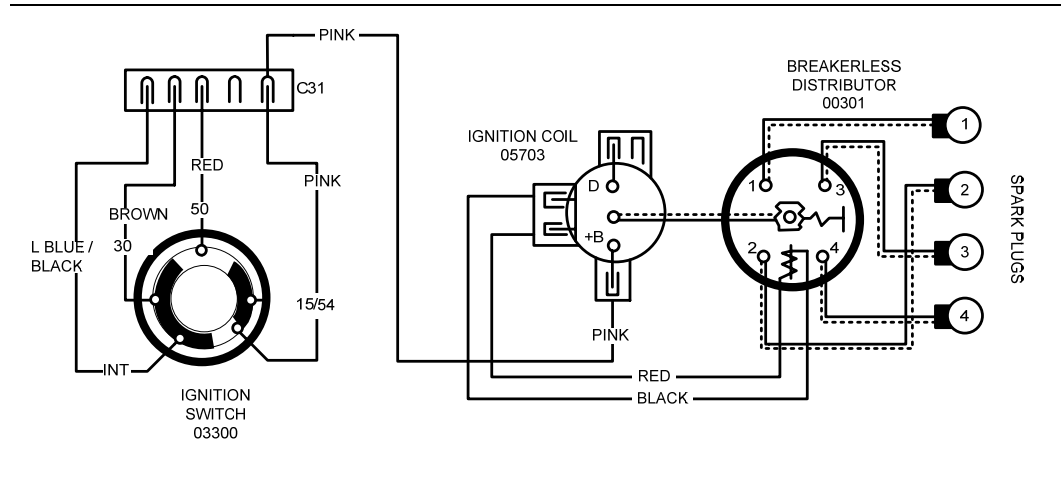 PINK
C31
BREAKERLESS
DISTRIBUTOR
00301
IGNITION COIL
05703
1
2
3
4
SPARK PLUGS
RED
PINK
BROWN
50
30
L BLUE /
BLACK
15/54
INT
IGNITION
SWITCH
03300
D
+B
1
3
2
4
PINK
RED
BLACK